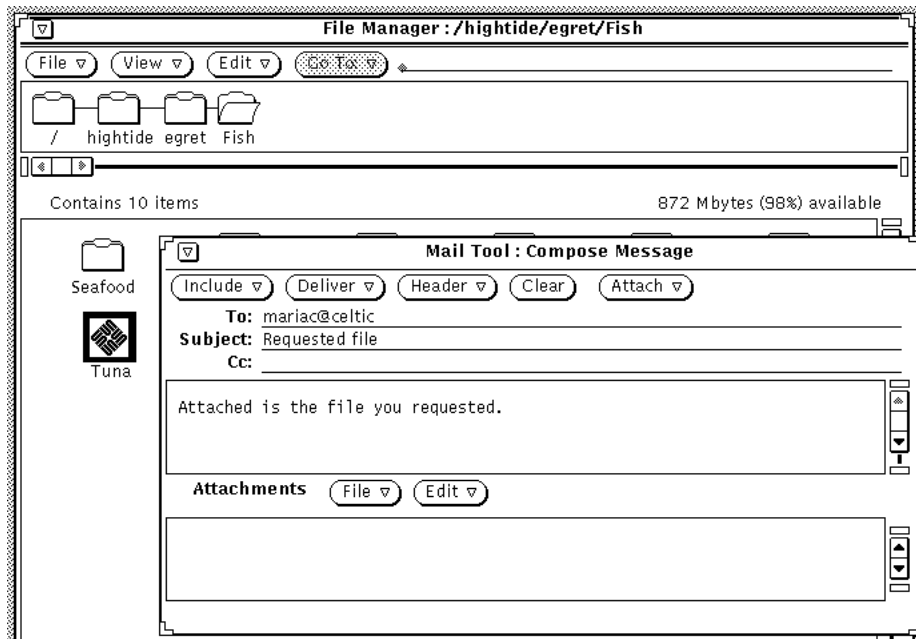 File Manager : /hightide/egret/Fish
File View Edit Go To:
/ hightide egret Fish
Contains 10 items 872 Mbytes (98%) available
Seafood
Tuna
Mail Tool : Compose Message
Include Deliver Header Clear Attach
To: mariac@celtic
Subject: Requested file
Cc:
Attached is the file you requested.
Attachments File Edit